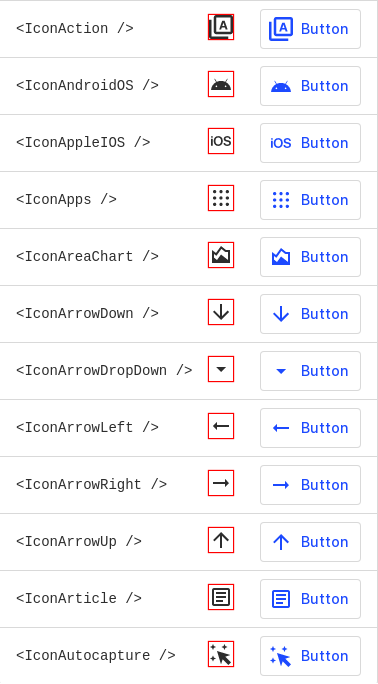 <IconAction /> A A Button
<IconAndroidOS /> Button
<IconAppleIOS /> iOS iOS Button
<IconApps /> Button
<IconAreaChart /> Button
<IconArrowDown /> Button
<IconArrowDropDown /> Button
<IconArrowLeft /> Button
<IconArrowRight /> Button
<IconArrowUp /> Button
<IconArticle /> Button
<IconAutocapture /> Button